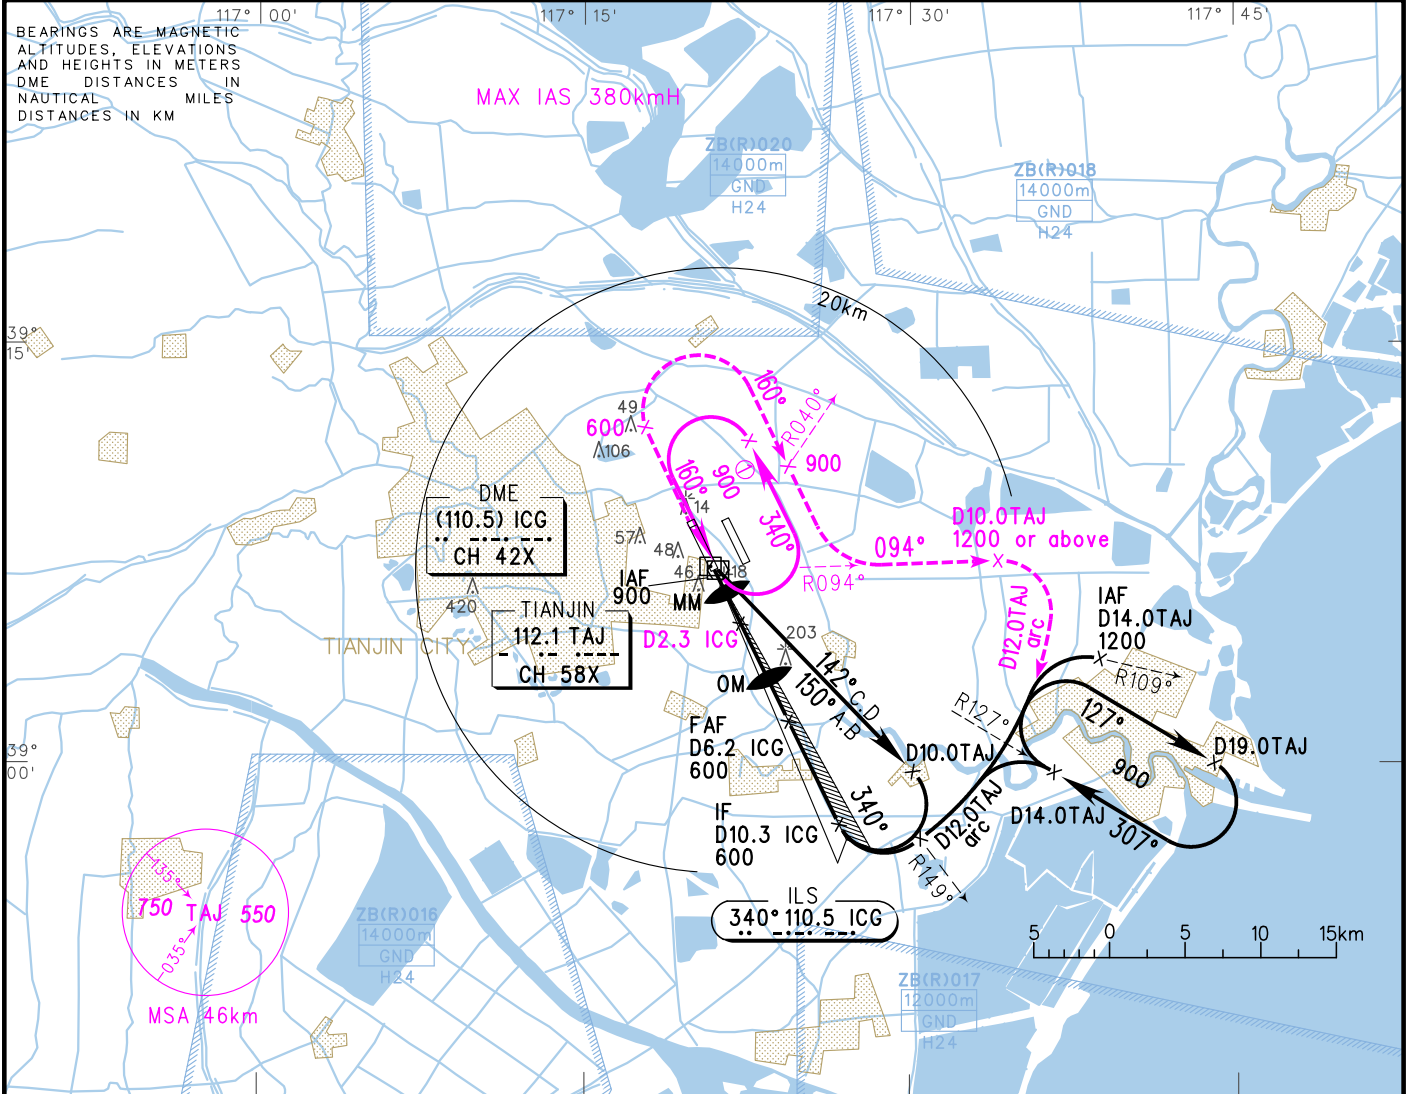 117° 00'
117° 15'
117° 30'
117° 45'
BEARINGS ARE MAGNETIC
ALTITUDES, ELEVATIONS
AND HEIGHTS IN METERS
DME DISTANCES IN
NAUTICAL MILES
DISTANCES IN KM
MAX IAS 380kmH
ZB(R)020
14000m
GND
H24
ZB(R)018
14000m
GND
H24
20km
39°
15'
160°
R040°
49
600
106
900
160°
900
1
340°
14
DME
(110.5) ICG
CH 42X
57
48
46
18
D10.0TAJ
1200 or above
094°
R094°
IAF
900
MM
420
TIANJIN
112.1 TAJ
CH 58X
TIANJIN CITY
D2.3 ICG
203
OM
142° C.D
150° A.B
D12.0TAJ
arc
IAF
D14.0TAJ
1200
R109°
R127°
127°
D19.0TAJ
900
FAF
D6.2 ICG
600
D10.0TAJ
39°
00'
IF
D10.3 ICG
600
340°
D12.0TAJ
arc
D14.0TAJ
307°
R149°
135°
750 TAJ 550
035°
MSA 46km
ZB(R)016
14000m
GND
H24
ILS
340° 110.5 ICG
5 0 5 10 15km
ZB(R)017
12000m
GND
H24